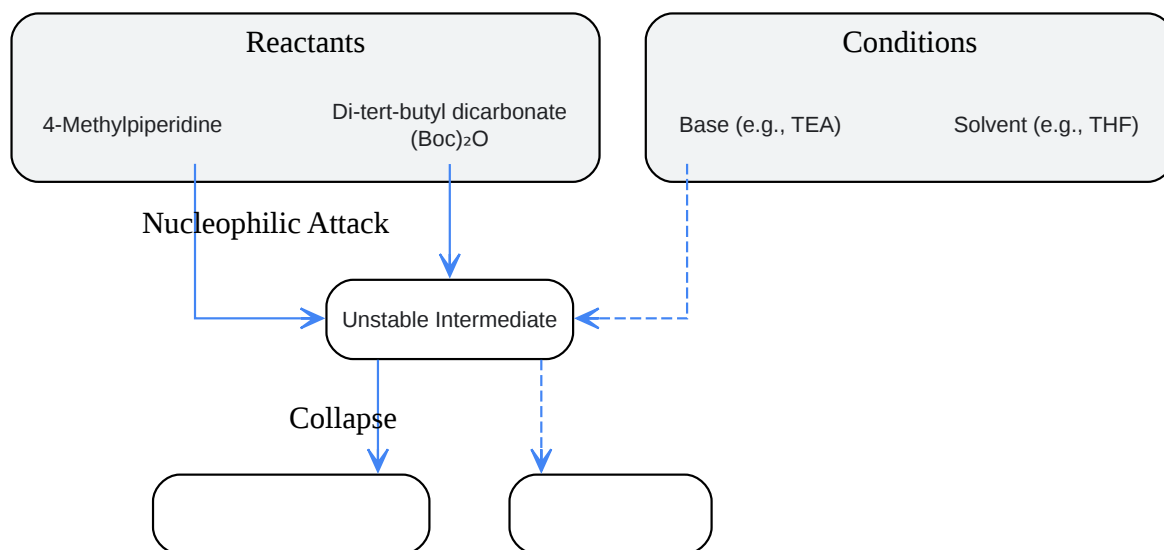 Reactants
Conditions
4-Methylpiperidine
Di-tert-butyl dicarbonate
(Boc)₂O
Base (e.g., TEA)
Solvent (e.g., THF)
Nucleophilic Attack
Unstable Intermediate
Collapse